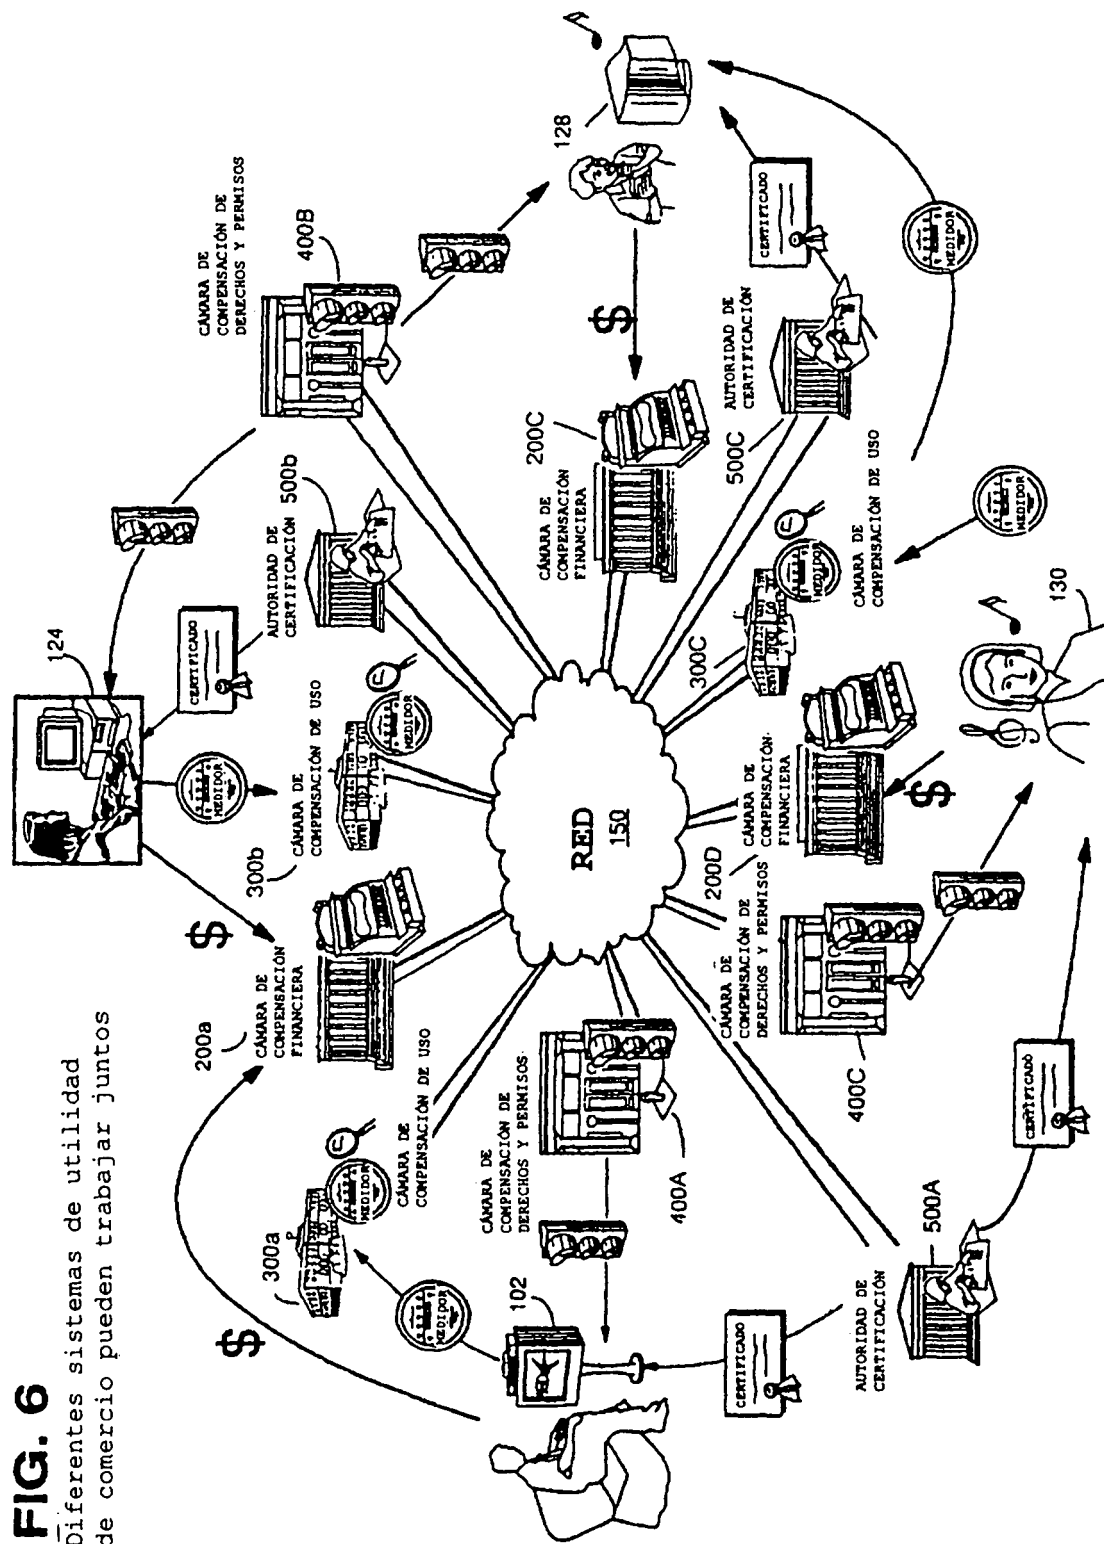 FIG. 6
Diferentes sistemas de utilidad
de comercio pueden trabajar juntos
124
CERTIFICADO
MEDIDOR
$
200a
CÁMARA DE
COMPENSACIÓN
FINANCIERA
300b
CÁMARA DE
COMPENSACIÓN DE USO
MEDIDOR
AUTORIDAD DE
CERTIFICACIÓN
500b
CÁMARA DE
COMPENSACIÓN DE
DERECHOS Y PERMISOS
400B
$
300a
MEDIDOR
MEDIDOR
CÁMARA DE
COMPENSACIÓN DE USO
102
CÁMARA DE
COMPENSACIÓN DE
DERECHOS Y PERMISOS
400A
RED
150
CÁMARA DE
COMPENSACIÓN
FINANCIERA
200C
$
128
CERTIFICADO
AUTORIDAD DE
CERTIFICACIÓN
500A
CERTIFICADO
CÁMARA DE
COMPENSACIÓN DE
DERECHOS Y PERMISOS
400C
200D
CÁMARA DE
COMPENSACIÓN
FINANCIERA
$
300C
MEDIDOR
CÁMARA DE
COMPENSACIÓN DE USO
MEDIDOR
500C
AUTORIDAD DE
CERTIFICACIÓN
CERTIFICADO
MEDIDOR
130